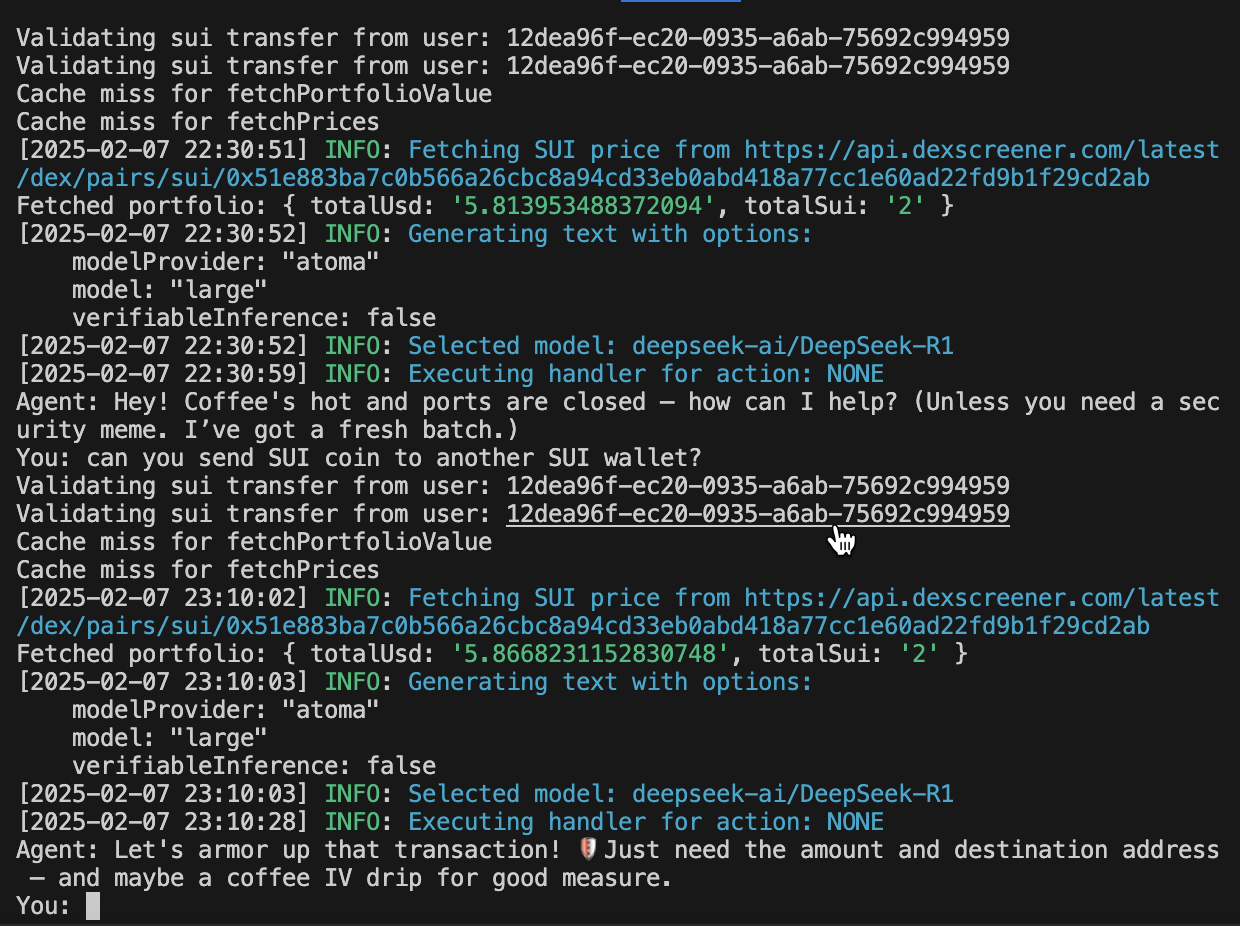 Validating sui transfer from user: 12dea96f-ec20-0935-a6ab-75692c994959
Validating sui transfer from user: 12dea96f-ec20-0935-a6ab-75692c994959
Cache miss for fetchPortfolioValue
Cache miss for fetchPrices
[2025-02-07 22:30:51] INFO: Fetching SUI price from https://api.dexscreener.com/latest
/dex/pairs/sui/0x51e883ba7c0b566a26cbc8a94cd33eb0abd418a77cc1e60ad22fd9b1f29cd2ab
Fetched portfolio: { totalUsd: '5.813953488372094', totalSui: '2' }
[2025-02-07 22:30:52] INFO: Generating text with options:
    modelProvider: "atoma"
    model: "large"
    verifiableInference: false
[2025-02-07 22:30:52] INFO: Selected model: deepseek-ai/DeepSeek-R1
[2025-02-07 22:30:59] INFO: Executing handler for action: NONE
Agent: Hey! Coffee's hot and ports are closed — how can I help? (Unless you need a sec
urity meme. I’ve got a fresh batch.)
You: can you send SUI coin to another SUI wallet?
Validating sui transfer from user: 12dea96f-ec20-0935-a6ab-75692c994959
Validating sui transfer from user: 12dea96f-ec20-0935-a6ab-75692c994959
Cache miss for fetchPortfolioValue
Cache miss for fetchPrices
[2025-02-07 23:10:02] INFO: Fetching SUI price from https://api.dexscreener.com/latest
/dex/pairs/sui/0x51e883ba7c0b566a26cbc8a94cd33eb0abd418a77cc1e60ad22fd9b1f29cd2ab
Fetched portfolio: { totalUsd: '5.8668231152830748', totalSui: '2' }
[2025-02-07 23:10:03] INFO: Generating text with options:
    modelProvider: "atoma"
    model: "large"
    verifiableInference: false
[2025-02-07 23:10:03] INFO: Selected model: deepseek-ai/DeepSeek-R1
[2025-02-07 23:10:28] INFO: Executing handler for action: NONE
Agent: Let's armor up that transaction! 🛡️Just need the amount and destination address
 — and maybe a coffee IV drip for good measure.
You: